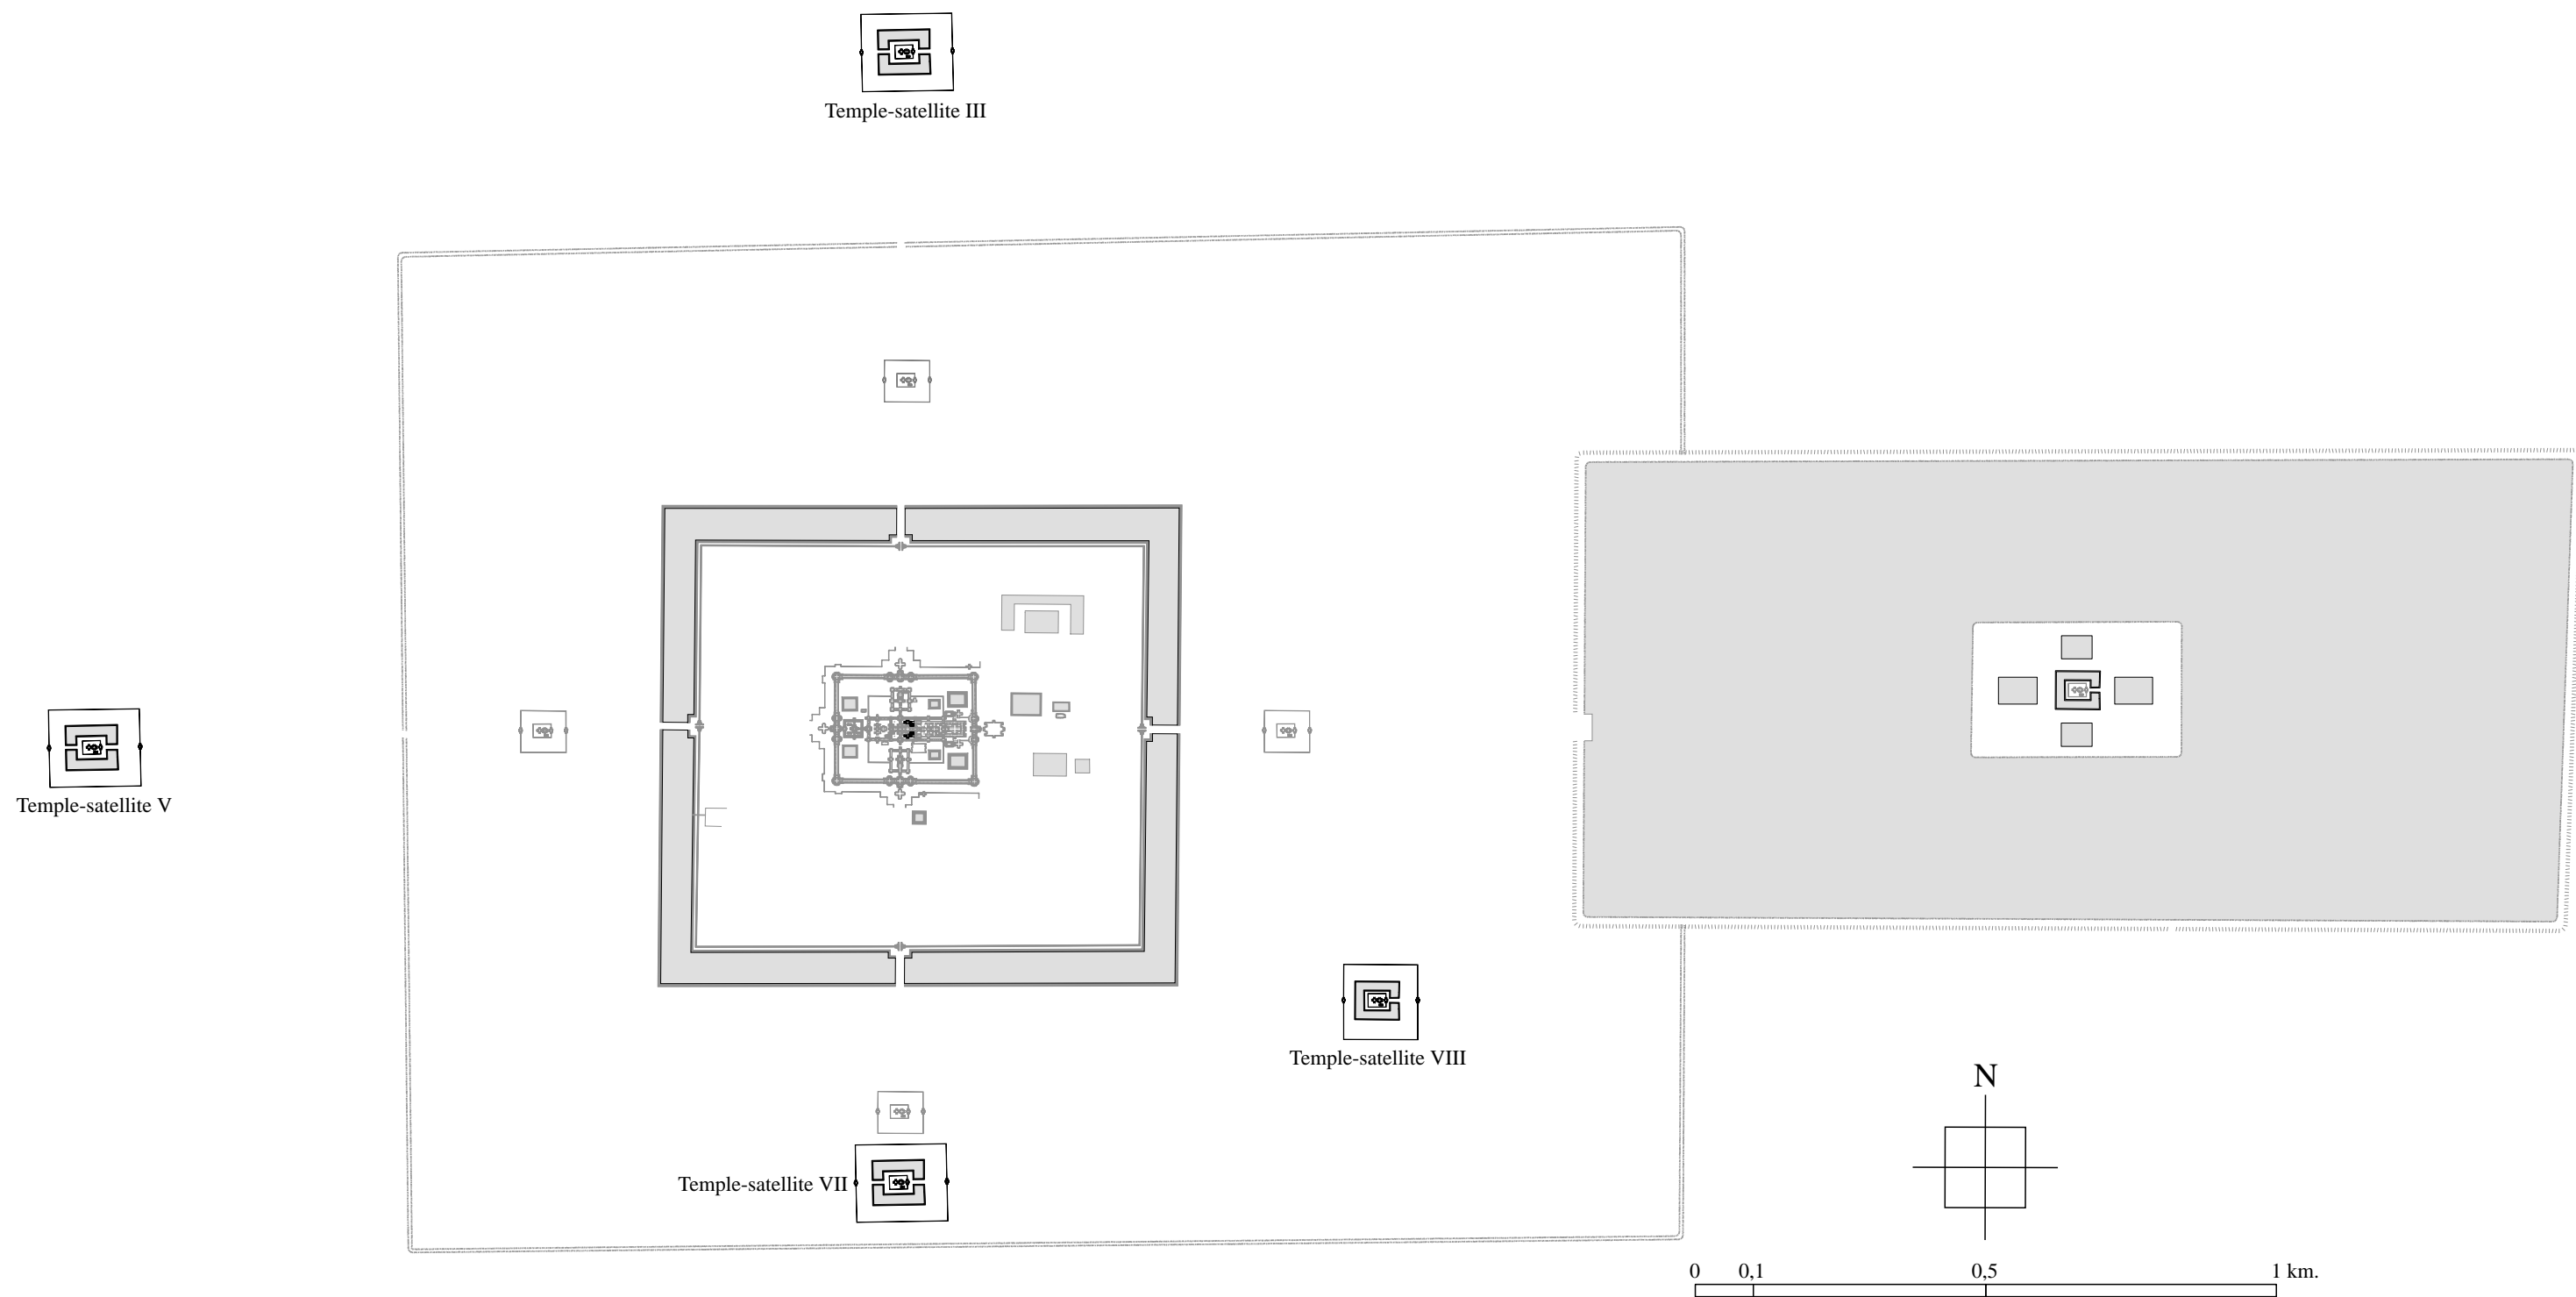 Temple-satellite III
Temple-satellite V
Temple-satellite VIII
Temple-satellite VII
N
0 0,1 0,5 1 km.